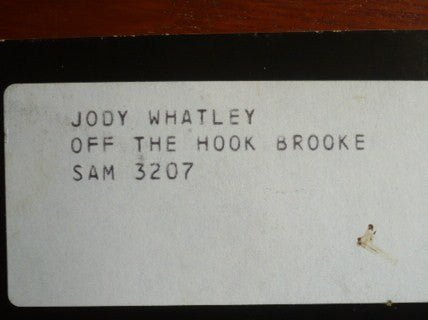 JODY WHATLEY
OFF THE HOOK BROOKE
SAM 3207